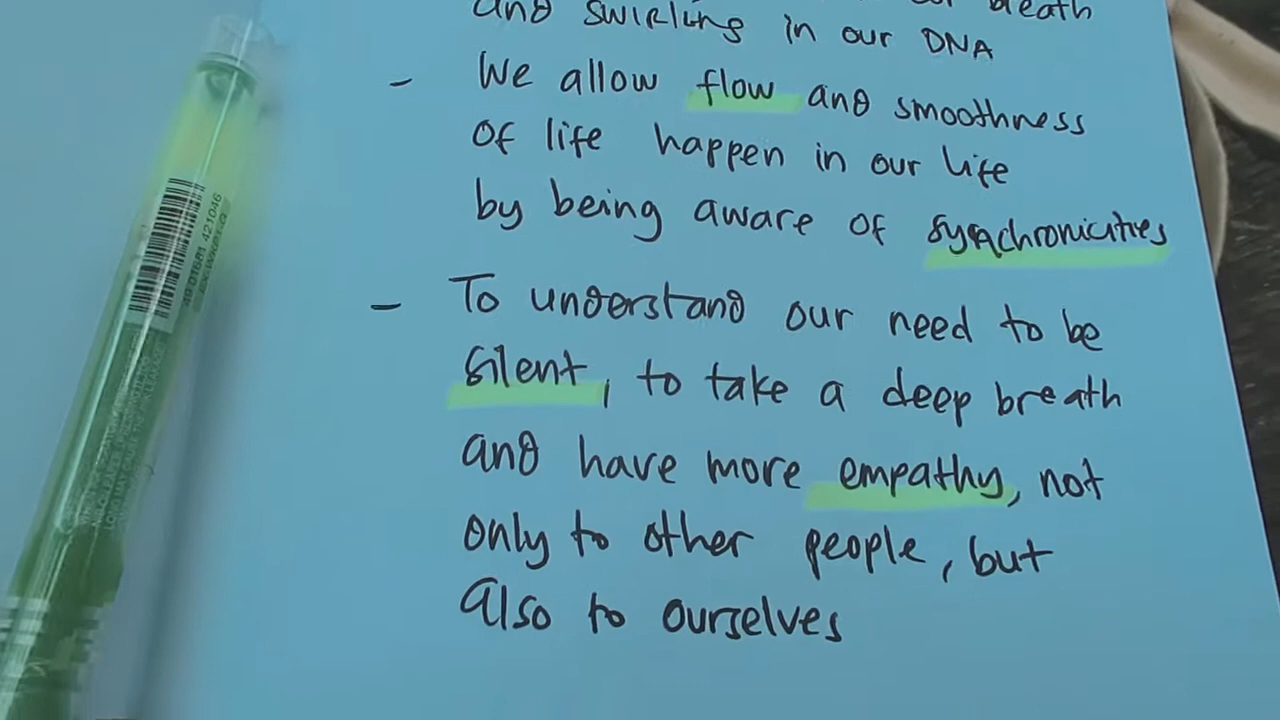 death
and swirling in our DNA
- We allow flow and smoothness
of life happen in our life
by being aware of synchronicities
- To understand our need to be
silent, to take a deep breath
and have more empathy, not
only to other people, but
also to ourselves
421046